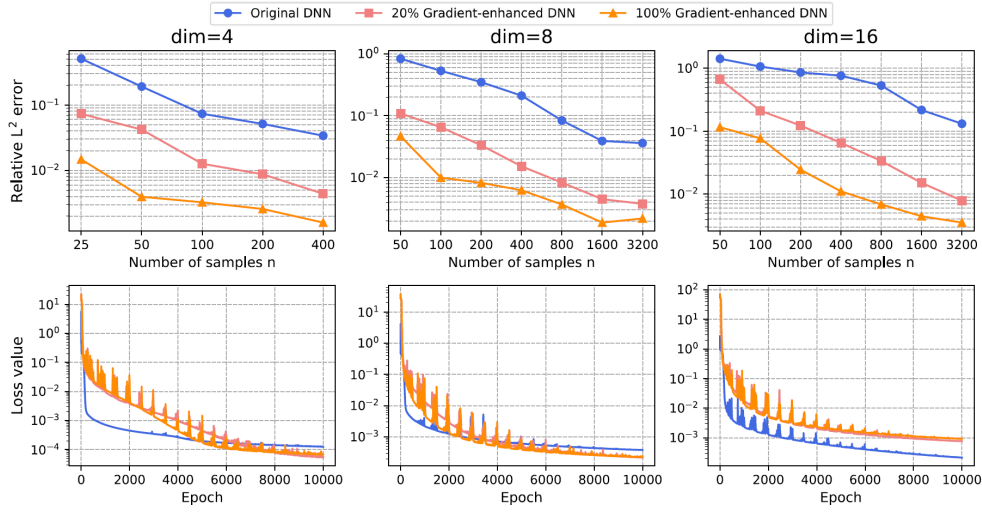 Original DNN 20% Gradient-enhanced DNN 100% Gradient-enhanced DNN
dim=4 dim=8 dim=16
Relative L² error
10⁻¹
10⁻²
25 50 100 200 400
Number of samples n
10⁰
10⁻¹
10⁻²
50 100 200 400 800 1600 3200
Number of samples n
10⁰
10⁻¹
10⁻²
50 100 200 400 800 1600 3200
Number of samples n
Loss value
10¹
10⁰
10⁻¹
10⁻²
10⁻³
10⁻⁴
0 2000 4000 6000 8000 10000
Epoch
10¹
10⁰
10⁻¹
10⁻²
10⁻³
0 2000 4000 6000 8000 10000
Epoch
10²
10¹
10⁰
10⁻¹
10⁻²
10⁻³
0 2000 4000 6000 8000 10000
Epoch